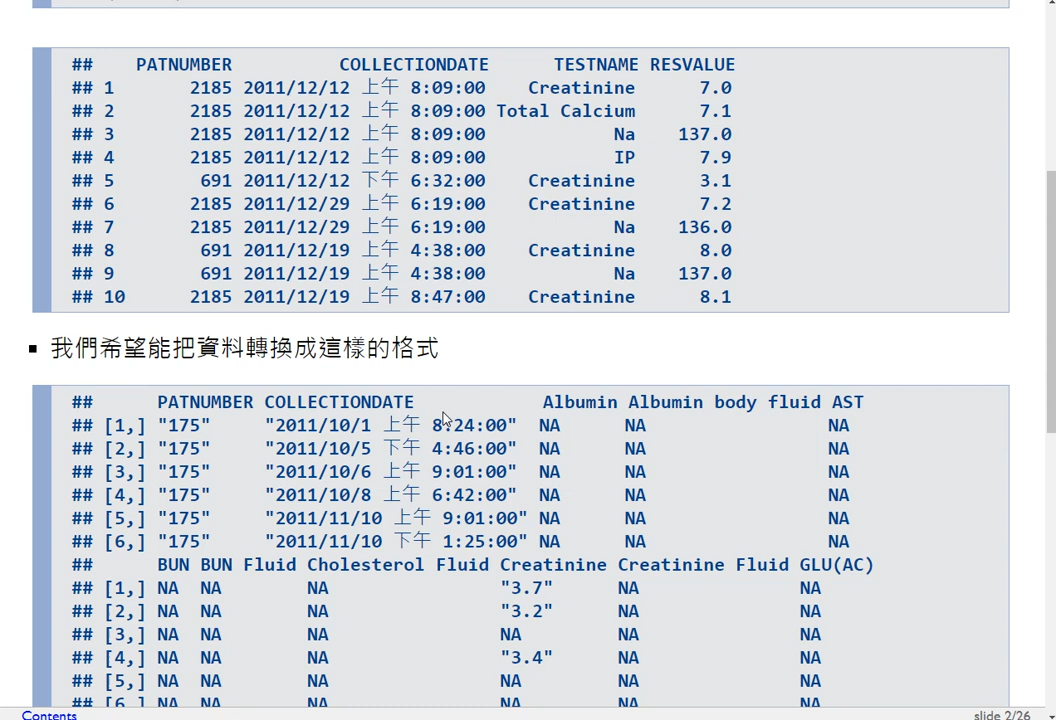 ##    PATNUMBER          COLLECTIONDATE      TESTNAME RESVALUE
## 1       2185 2011/12/12 上午 8:09:00    Creatinine      7.0
## 2       2185 2011/12/12 上午 8:09:00 Total Calcium      7.1
## 3       2185 2011/12/12 上午 8:09:00            Na    137.0
## 4       2185 2011/12/12 上午 8:09:00            IP      7.9
## 5        691 2011/12/12 下午 6:32:00    Creatinine      3.1
## 6       2185 2011/12/29 上午 6:19:00    Creatinine      7.2
## 7       2185 2011/12/29 上午 6:19:00            Na    136.0
## 8        691 2011/12/19 上午 4:38:00    Creatinine      8.0
## 9        691 2011/12/19 上午 4:38:00            Na    137.0
## 10      2185 2011/12/19 上午 8:47:00    Creatinine      8.1
▪ 我們希望能把資料轉換成這樣的格式
##      PATNUMBER COLLECTIONDATE            Albumin Albumin body fluid AST
## [1,] "175"     "2011/10/1 上午 8:24:00"  NA      NA                 NA
## [2,] "175"     "2011/10/5 下午 4:46:00"  NA      NA                 NA
## [3,] "175"     "2011/10/6 上午 9:01:00"  NA      NA                 NA
## [4,] "175"     "2011/10/8 上午 6:42:00"  NA      NA                 NA
## [5,] "175"     "2011/11/10 上午 9:01:00" NA      NA                 NA
## [6,] "175"     "2011/11/10 下午 1:25:00" NA      NA                 NA
##      BUN BUN Fluid Cholesterol Fluid Creatinine Creatinine Fluid GLU(AC)
## [1,] NA  NA        NA                "3.7"      NA               NA
## [2,] NA  NA        NA                "3.2"      NA               NA
## [3,] NA  NA        NA                NA         NA               NA
## [4,] NA  NA        NA                "3.4"      NA               NA
## [5,] NA  NA        NA                NA         NA               NA
## [6,] NA  NA        NA                NA         NA               NA
Contents slide 2/26